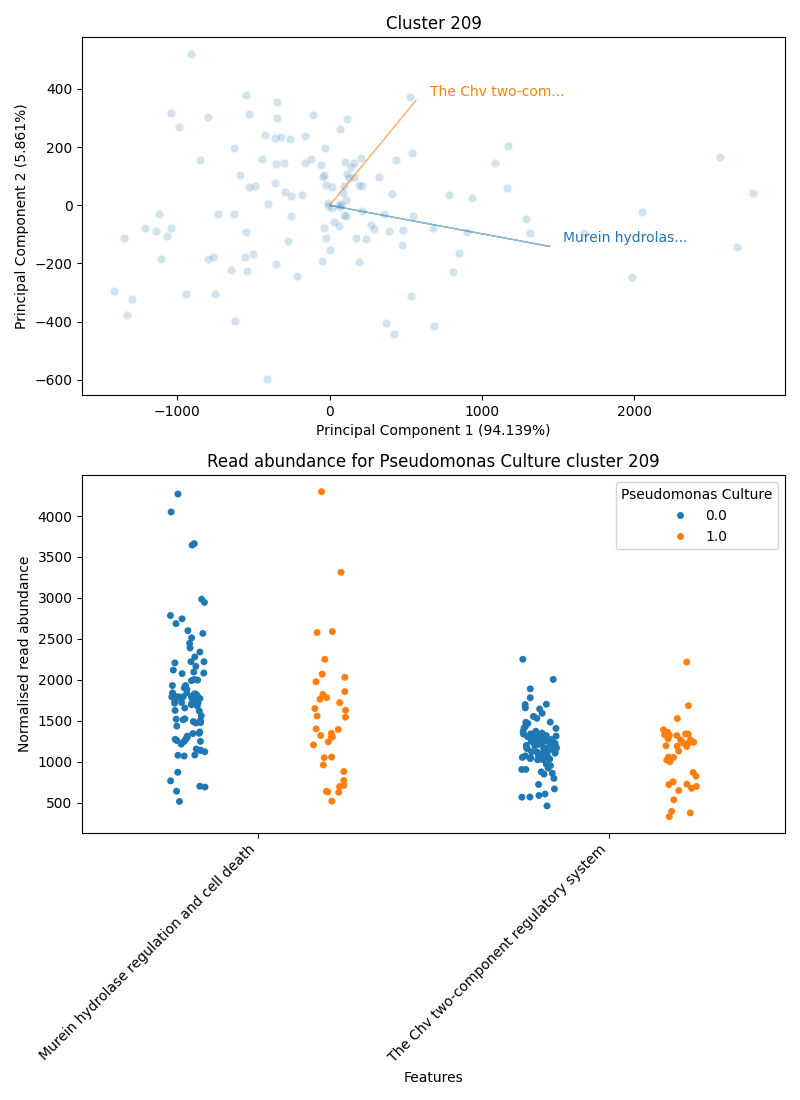 Cluster 209
Principal Component 2 (5.861%)
400
200
0
−200
−400
−600
The Chv two-com...
Murein hydrolas...
−1000
0
1000
2000
Principal Component 1 (94.139%)
Read abundance for Pseudomonas Culture cluster 209
Normalised read abundance
4000
3500
3000
2500
2000
1500
1000
500
Pseudomonas Culture
0.0
1.0
Murein hydrolase regulation and cell death
The Chv two-component regulatory system
Features